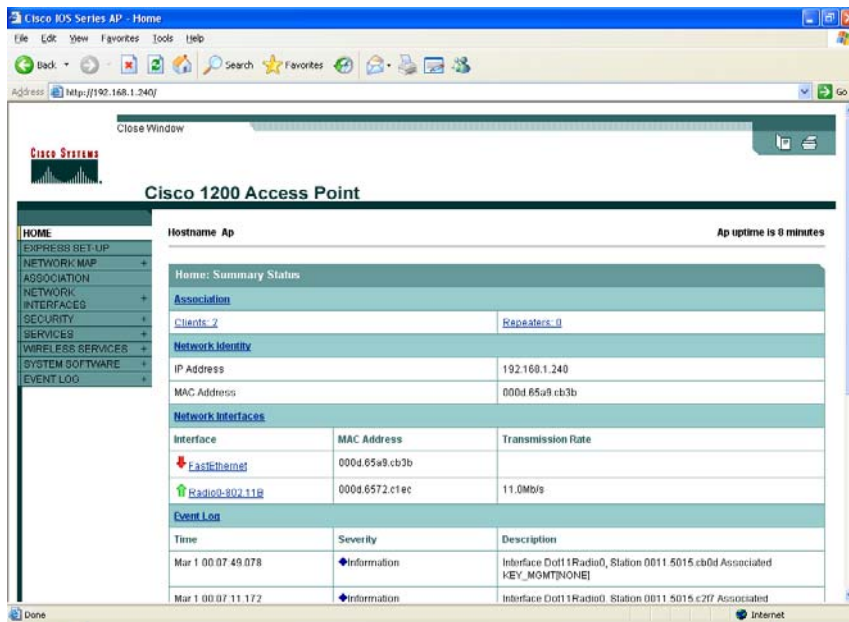 Cisco IOS Series AP - Home
File Edit View Favorites Tools Help
Back Search Favorites
Address http://192.168.1.240/ Go
Close Window
CISCO SYSTEMS
Cisco 1200 Access Point
HOME
EXPRESS SET-UP
NETWORK MAP +
ASSOCIATION
NETWORK INTERFACES +
SECURITY +
SERVICES +
WIRELESS SERVICES +
SYSTEM SOFTWARE +
EVENT LOG +
Hostname Ap Ap uptime is 8 minutes
Home: Summary Status
Association
Clients: 2 Repeaters: 0
Network Identity
IP Address 192.168.1.240
MAC Address 000d.65a9.cb3b
Network Interfaces
Interface MAC Address Transmission Rate
FastEthernet 000d.65a9.cb3b
Radio0-802.11B 000d.6572.c1ec 11.0Mb/s
Event Log
Time Severity Description
Mar 1 00:07:49.078 Information Interface Dot11Radio0, Station 0011.5015.cb0d Associated
KEY_MGMT[NONE]
Mar 1 00:07:11.172 Information Interface Dot11Radio0, Station 0011.5015.c2f7 Associated
Done Internet